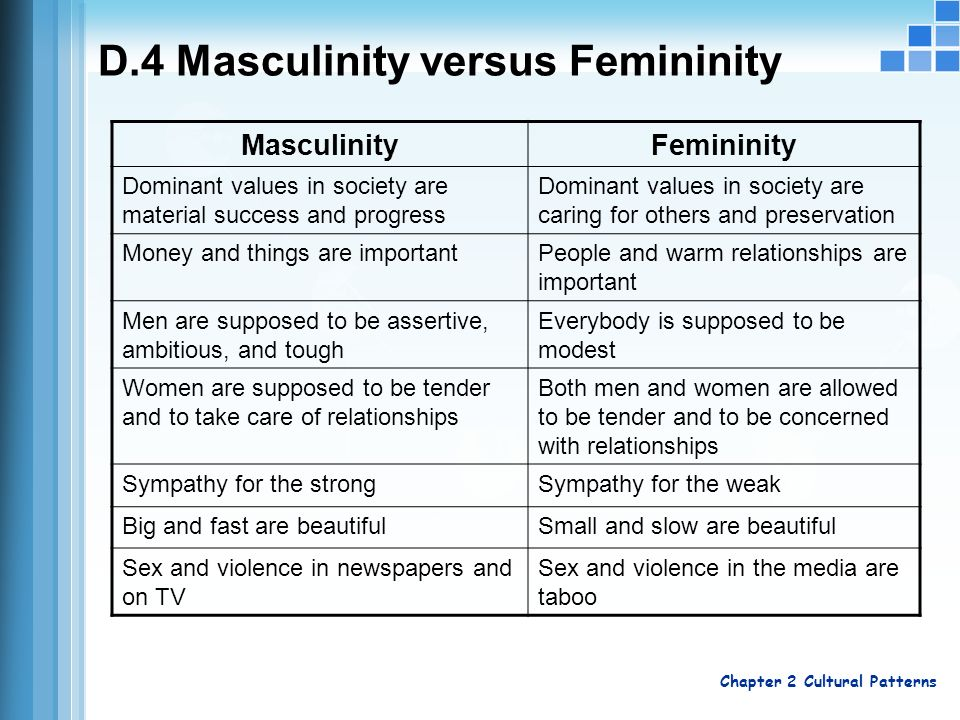 D.4 Masculinity versus Femininity
Masculinity
Femininity
Dominant values in society are
material success and progress
Dominant values in society are
caring for others and preservation
Money and things are important
People and warm relationships are
important
Men are supposed to be assertive,
ambitious, and tough
Everybody is supposed to be
modest
Women are supposed to be tender
and to take care of relationships
Both men and women are allowed
to be tender and to be concerned
with relationships
Sympathy for the strong
Sympathy for the weak
Big and fast are beautiful
Small and slow are beautiful
Sex and violence in newspapers and
on TV
Sex and violence in the media are
taboo
Chapter 2 Cultural Patterns